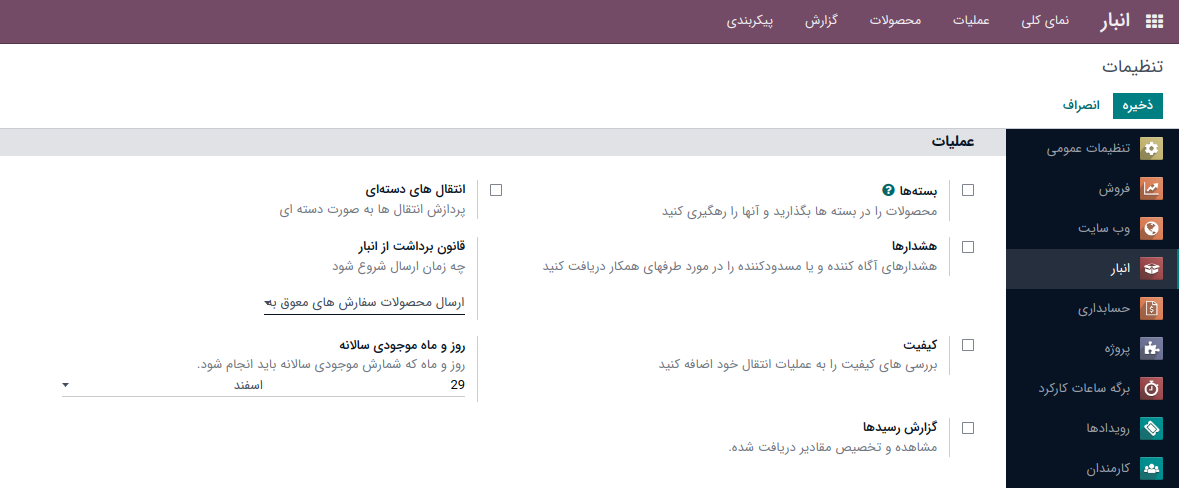 انبار
نمای کلی
عملیات
محصولات
گزارش
پیکربندی
تنظیمات
ذخیره
انصراف
تنظیمات عمومی
فروش
وب سایت
انبار
حسابداری
پروژه
برگه ساعات کارکرد
رویدادها
کارمندان
عملیات
بسته‌ها
محصولات را در بسته ها بگذارید و آنها را رهگیری کنید
انتقال های دسته‌ای
پردازش انتقال ها به صورت دسته ای
هشدارها
هشدارهای آگاه کننده و یا مسدودکننده را در مورد طرفهای همکار دریافت کنید
قانون برداشت از انبار
چه زمان ارسال شروع شود
ارسال محصولات سفارش های معوق به
کیفیت
بررسی های کیفیت را به عملیات انتقال خود اضافه کنید
روز و ماه موجودی سالانه
روز و ماه که شمارش موجودی سالانه باید انجام شود.
29 اسفند
گزارش رسیدها
مشاهده و تخصیص مقادیر دریافت شده.